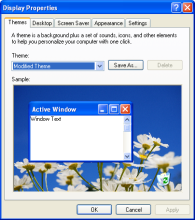 Display Properties
Themes Desktop Screen Saver Appearance Settings
A theme is a background plus a set of sounds, icons, and other elements
to help you personalize your computer with one click.
Theme:
Modified Theme Save As... Delete
Sample:
Active Window
Window Text
OK Cancel Apply